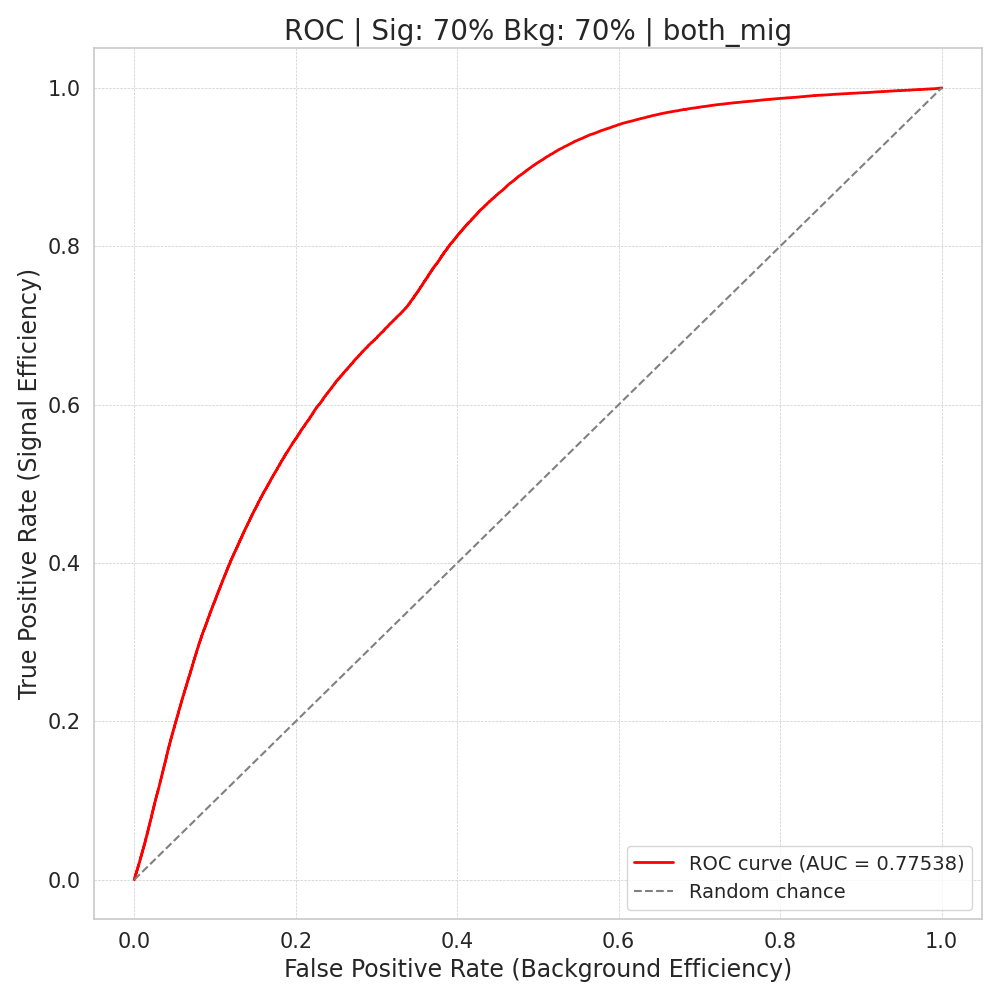 ROC | Sig: 70% Bkg: 70% | both_mig
True Positive Rate (Signal Efficiency)
1.0
0.8
0.6
0.4
0.2
0.0
ROC curve (AUC = 0.77538)
Random chance
0.0 0.2 0.4 0.6 0.8 1.0
False Positive Rate (Background Efficiency)